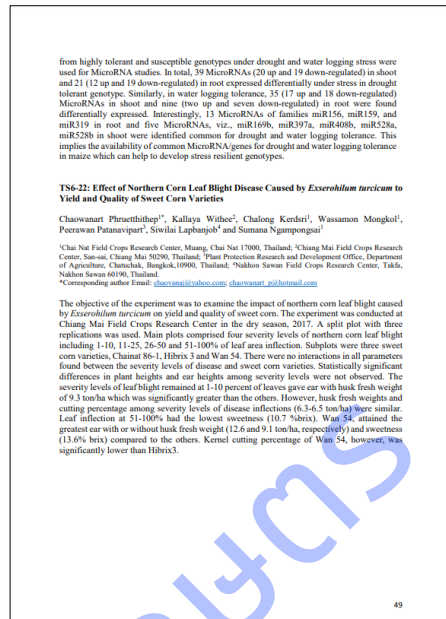 from highly tolerant and susceptible genotypes under drought and water logging stress were
used for MicroRNA studies. In total, 39 MicroRNAs (20 up and 19 down-regulated) in shoot
and 21 (12 up and 19 down-regulated) in root expressed differentially under stress in drought
tolerant genotype. Similarly, in water logging tolerance, 35 (17 up and 18 down-regulated)
MicroRNAs in shoot and nine (two up and seven down-regulated) in root were found
differentially expressed. Interestingly, 13 MicroRNAs of families miR156, miR159, and
miR319 in root and five MicroRNAs, viz., miR169b, miR397a, miR408b, miR528a,
miR528b in shoot were identified common for drought and water logging tolerance. This
implies the availability of common MicroRNA/genes for drought and water logging tolerance
in maize which can help to develop stress resilient genotypes.
TS6-22: Effect of Northern Corn Leaf Blight Disease Caused by Exserohilum turcicum to
Yield and Quality of Sweet Corn Varieties
Chaowanart Phruetthithep1*, Kallaya Withee2, Chalong Kerdsri1, Wassamon Mongkol1,
Peerawan Patanavipart3, Siwilai Lapbanjob4 and Sumana Ngampongsai1
1Chai Nat Field Crops Research Center, Muang, Chai Nat 17000, Thailand; 2Chiang Mai Field Crops Research
Center, San-sai, Chiang Mai 50290, Thailand; 3Plant Protection Research and Development Office, Department
of Agriculture, Chatuchak, Bangkok,10900, Thailand; 4Nakhon Sawan Field Crops Research Center, Takfa,
Nakhon Sawan 60190, Thailand.
*Corresponding author Email: chaovanaj@yahoo.com; chaowanart_p@hotmail.com
The objective of the experiment was to examine the impact of northern corn leaf blight caused
by Exserohilum turcicum on yield and quality of sweet corn. The experiment was conducted at
Chiang Mai Field Crops Research Center in the dry season, 2017. A split plot with three
replications was used. Main plots comprised four severity levels of northern corn leaf blight
including 1-10, 11-25, 26-50 and 51-100% of leaf area inflection. Subplots were three sweet
corn varieties, Chainat 86-1, Hibrix 3 and Wan 54. There were no interactions in all parameters
found between the severity levels of disease and sweet corn varieties. Statistically significant
differences in plant heights and ear heights among severity levels were not observed. The
severity levels of leaf blight remained at 1-10 percent of leaves gave ear with husk fresh weight
of 9.3 ton/ha which was significantly greater than the others. However, husk fresh weights and
cutting percentage among severity levels of disease inflections (6.3-6.5 ton/ha) were similar.
Leaf inflection at 51-100% had the lowest sweetness (10.7 %brix). Wan 54, attained the
greatest ear with or without husk fresh weight (12.6 and 9.1 ton/ha, respectively) and sweetness
(13.6% brix) compared to the others. Kernel cutting percentage of Wan 54, however, was
significantly lower than Hibrix3.
49